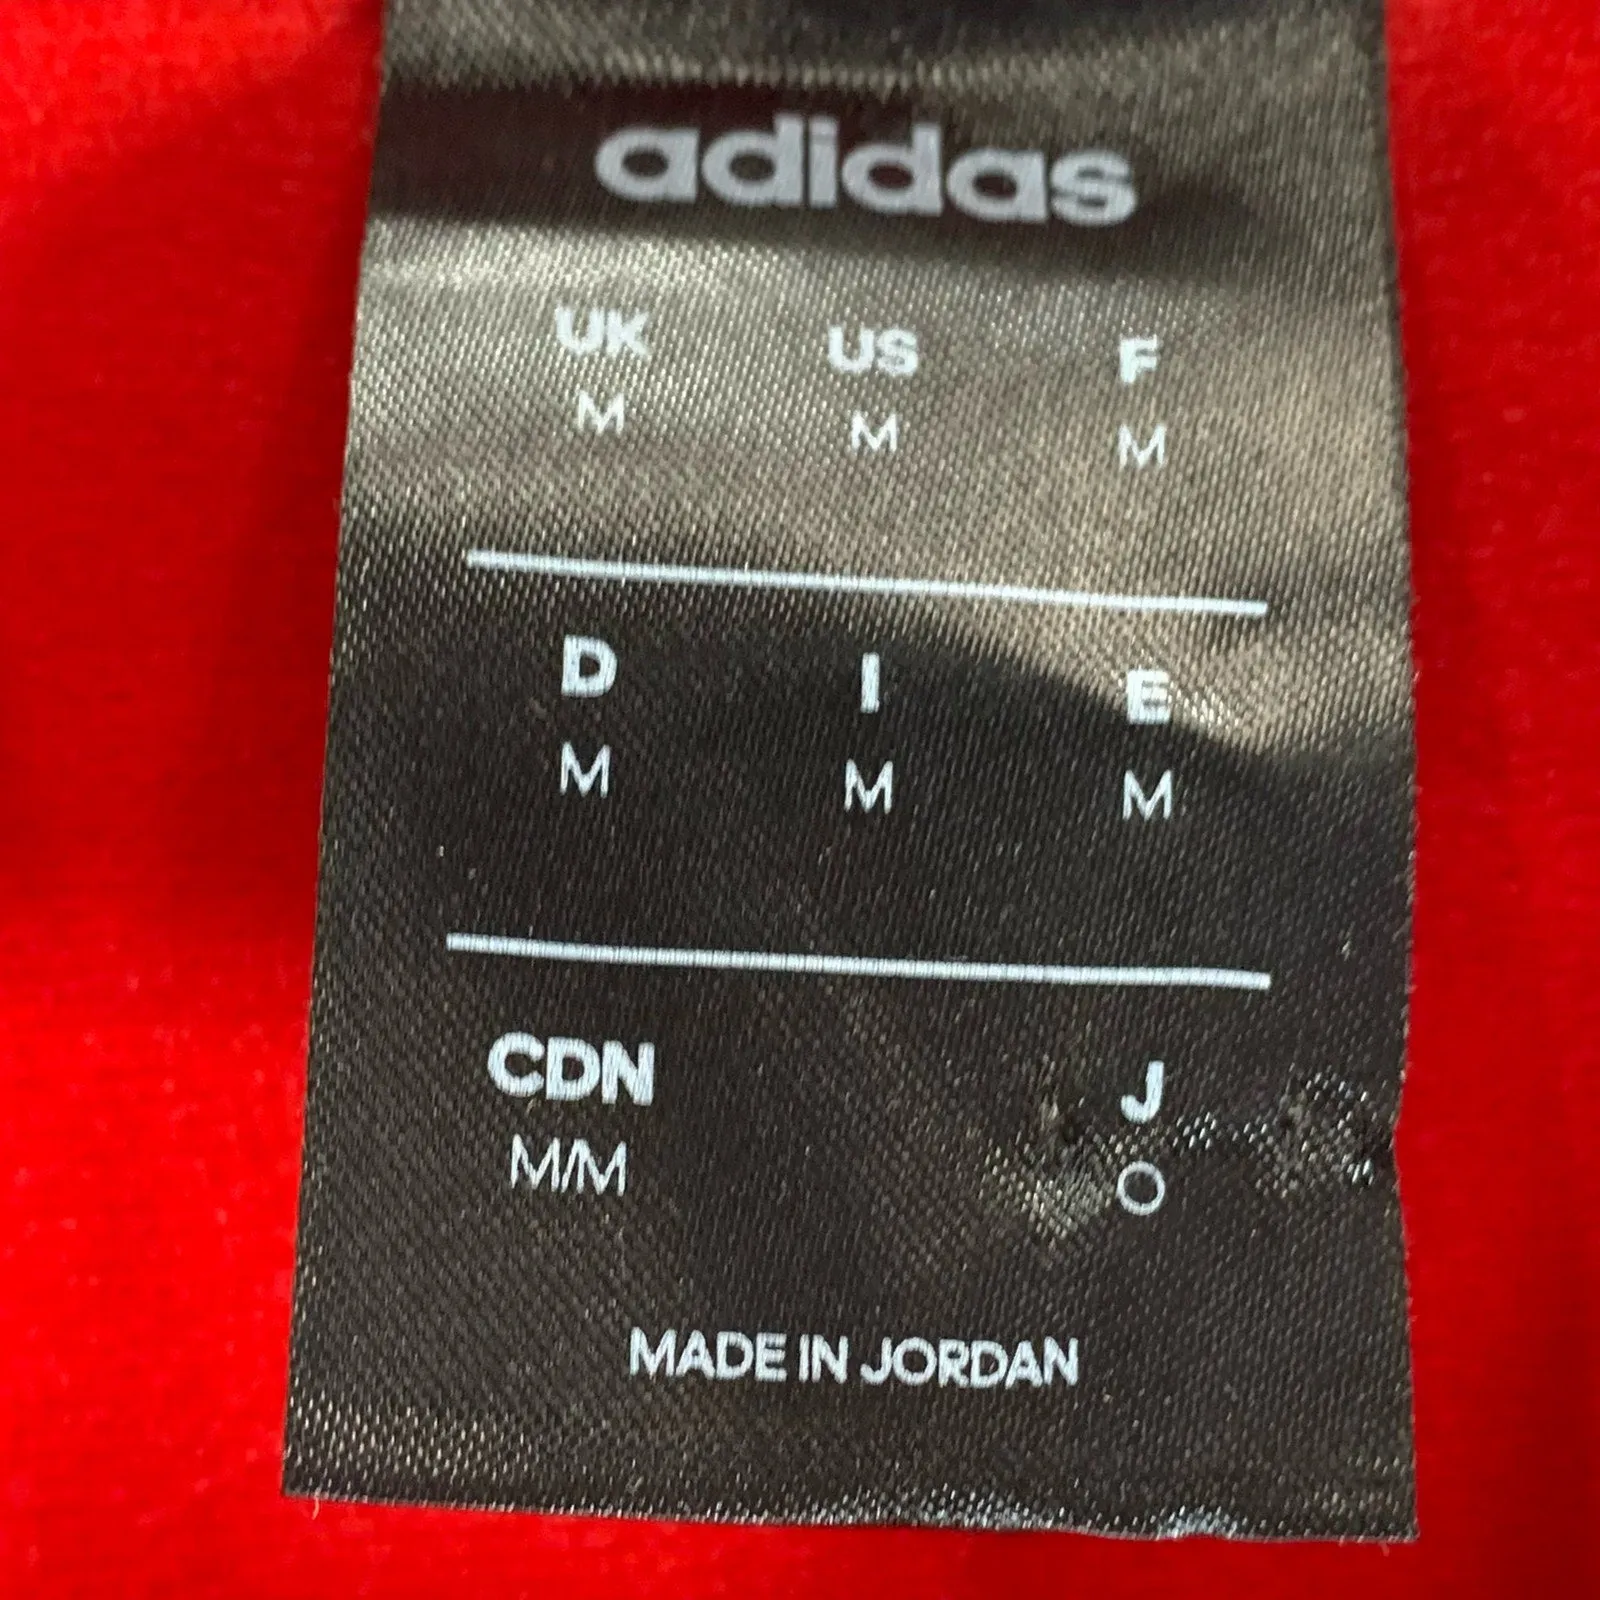 adidas
UK US F
M M M
D I E
M M M
CDN J
M/M O
MADE IN JORDAN